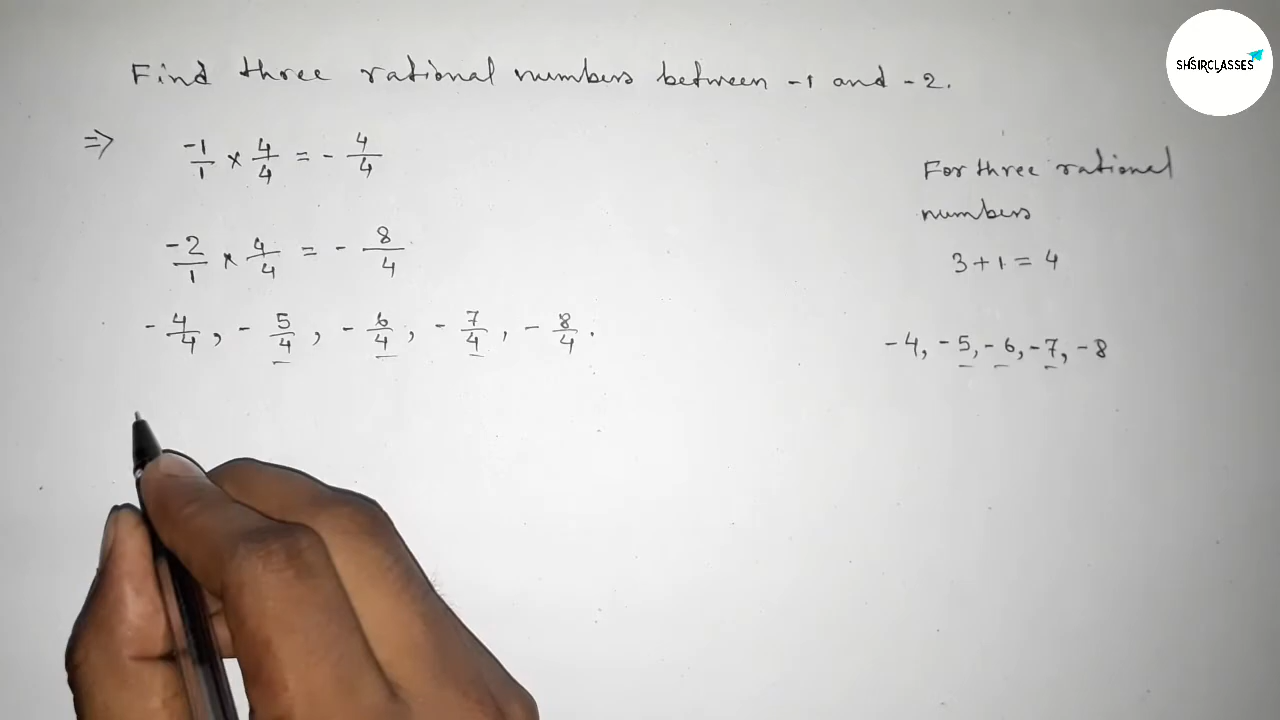 SHSIRCLASSES
Find three rational numbers between -1 and -2.
⇒ -1/1 × 4/4 = - 4/4
-2/1 × 4/4 = - 8/4
- 4/4, - 5/4, - 6/4, - 7/4, - 8/4.
For three rational
numbers
3+1 = 4
-4, -5, -6, -7, -8